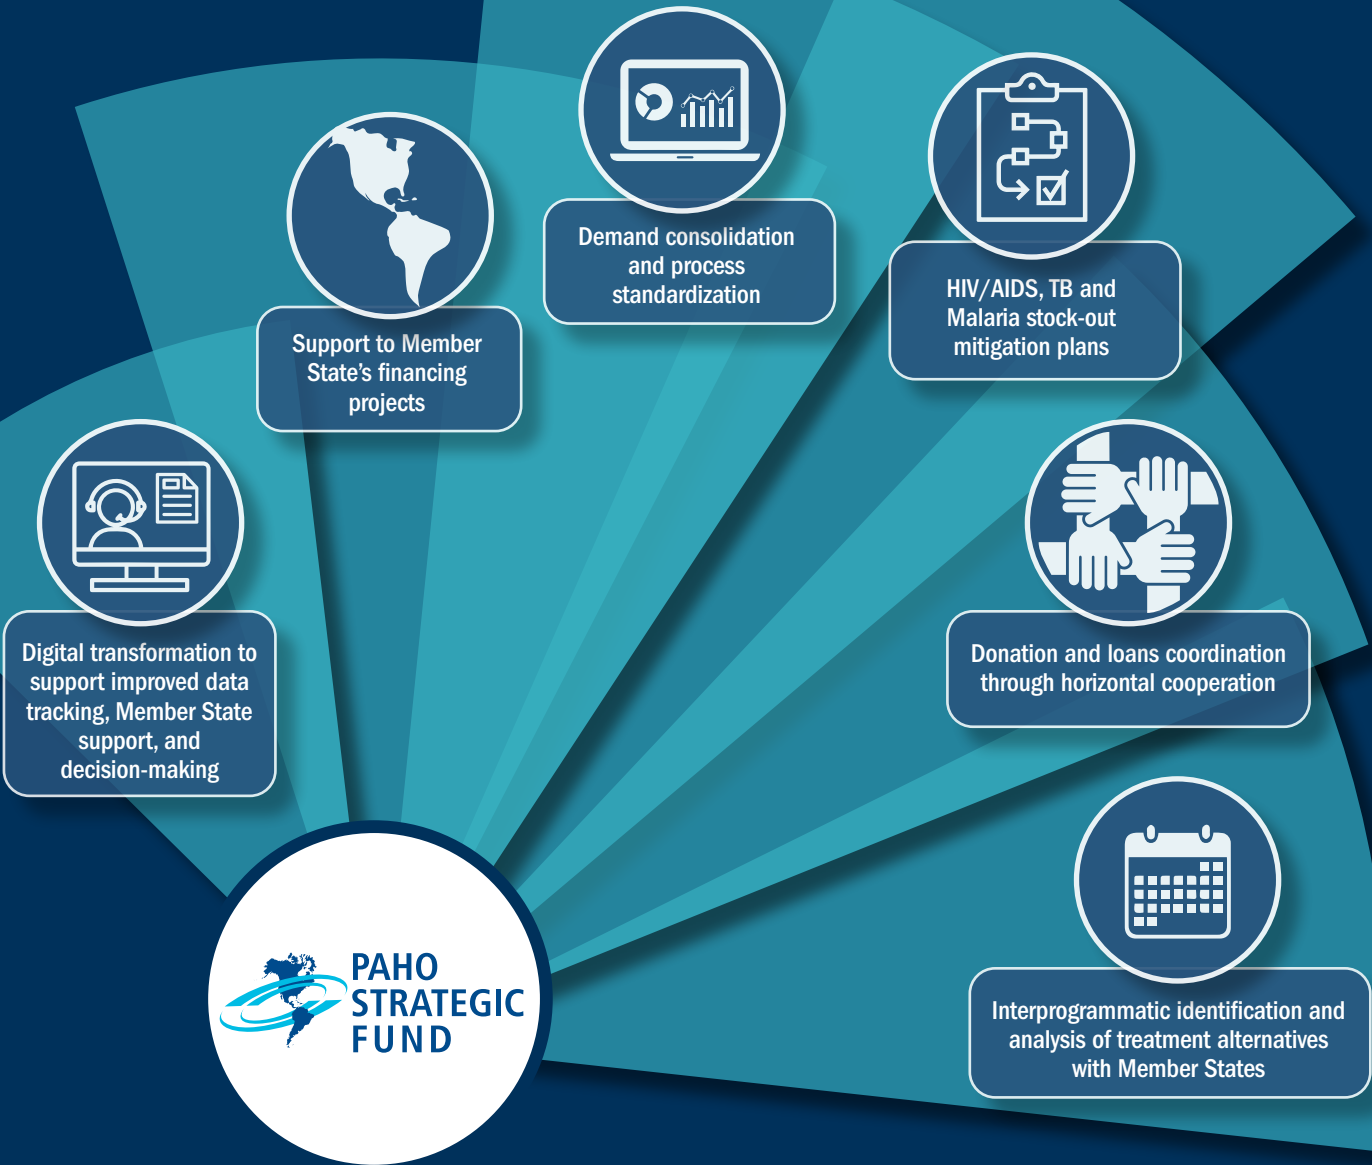 Demand consolidation
and process
standardization
HIV/AIDS, TB and
Malaria stock-out
mitigation plans
Support to Member
State's financing
projects
Digital transformation to
support improved data
tracking, Member State
support, and
decision-making
Donation and loans coordination
through horizontal cooperation
Interprogrammatic identification and
analysis of treatment alternatives
with Member States
PAHO
STRATEGIC
FUND